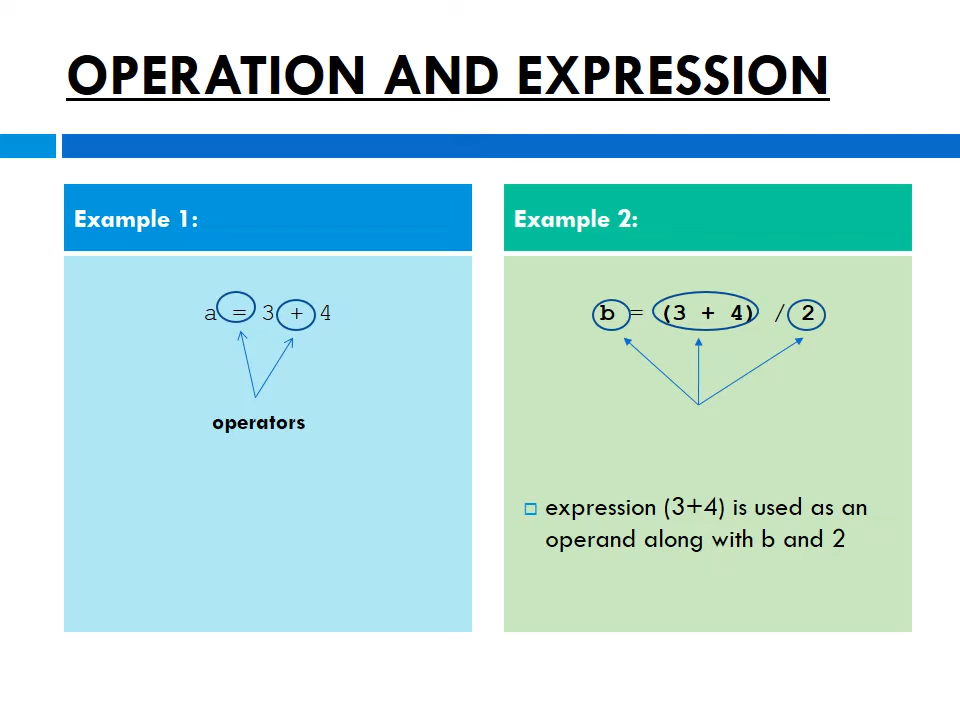 OPERATION AND EXPRESSION
Example 1:
a = 3 + 4
operators
Example 2:
b = (3 + 4) / 2
expression (3+4) is used as an
operand along with b and 2